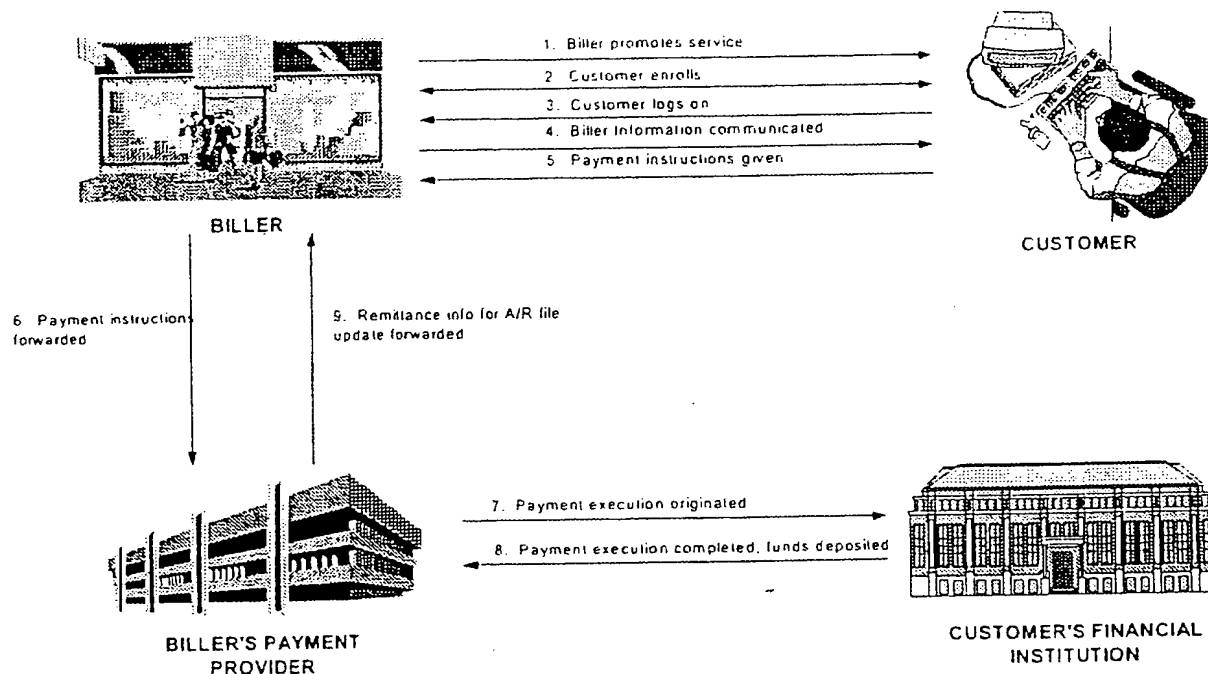 1. Biller promotes service
2 Customer enrolls
3. Customer logs on
4. Biller Information communicated
5 Payment instructions given
BILLER
CUSTOMER
6 Payment instructions
forwarded
9. Remittance info for A/R file
update forwarded
7. Payment execution originated
8. Payment execution completed, funds deposited
BILLER'S PAYMENT
PROVIDER
CUSTOMER'S FINANCIAL
INSTITUTION